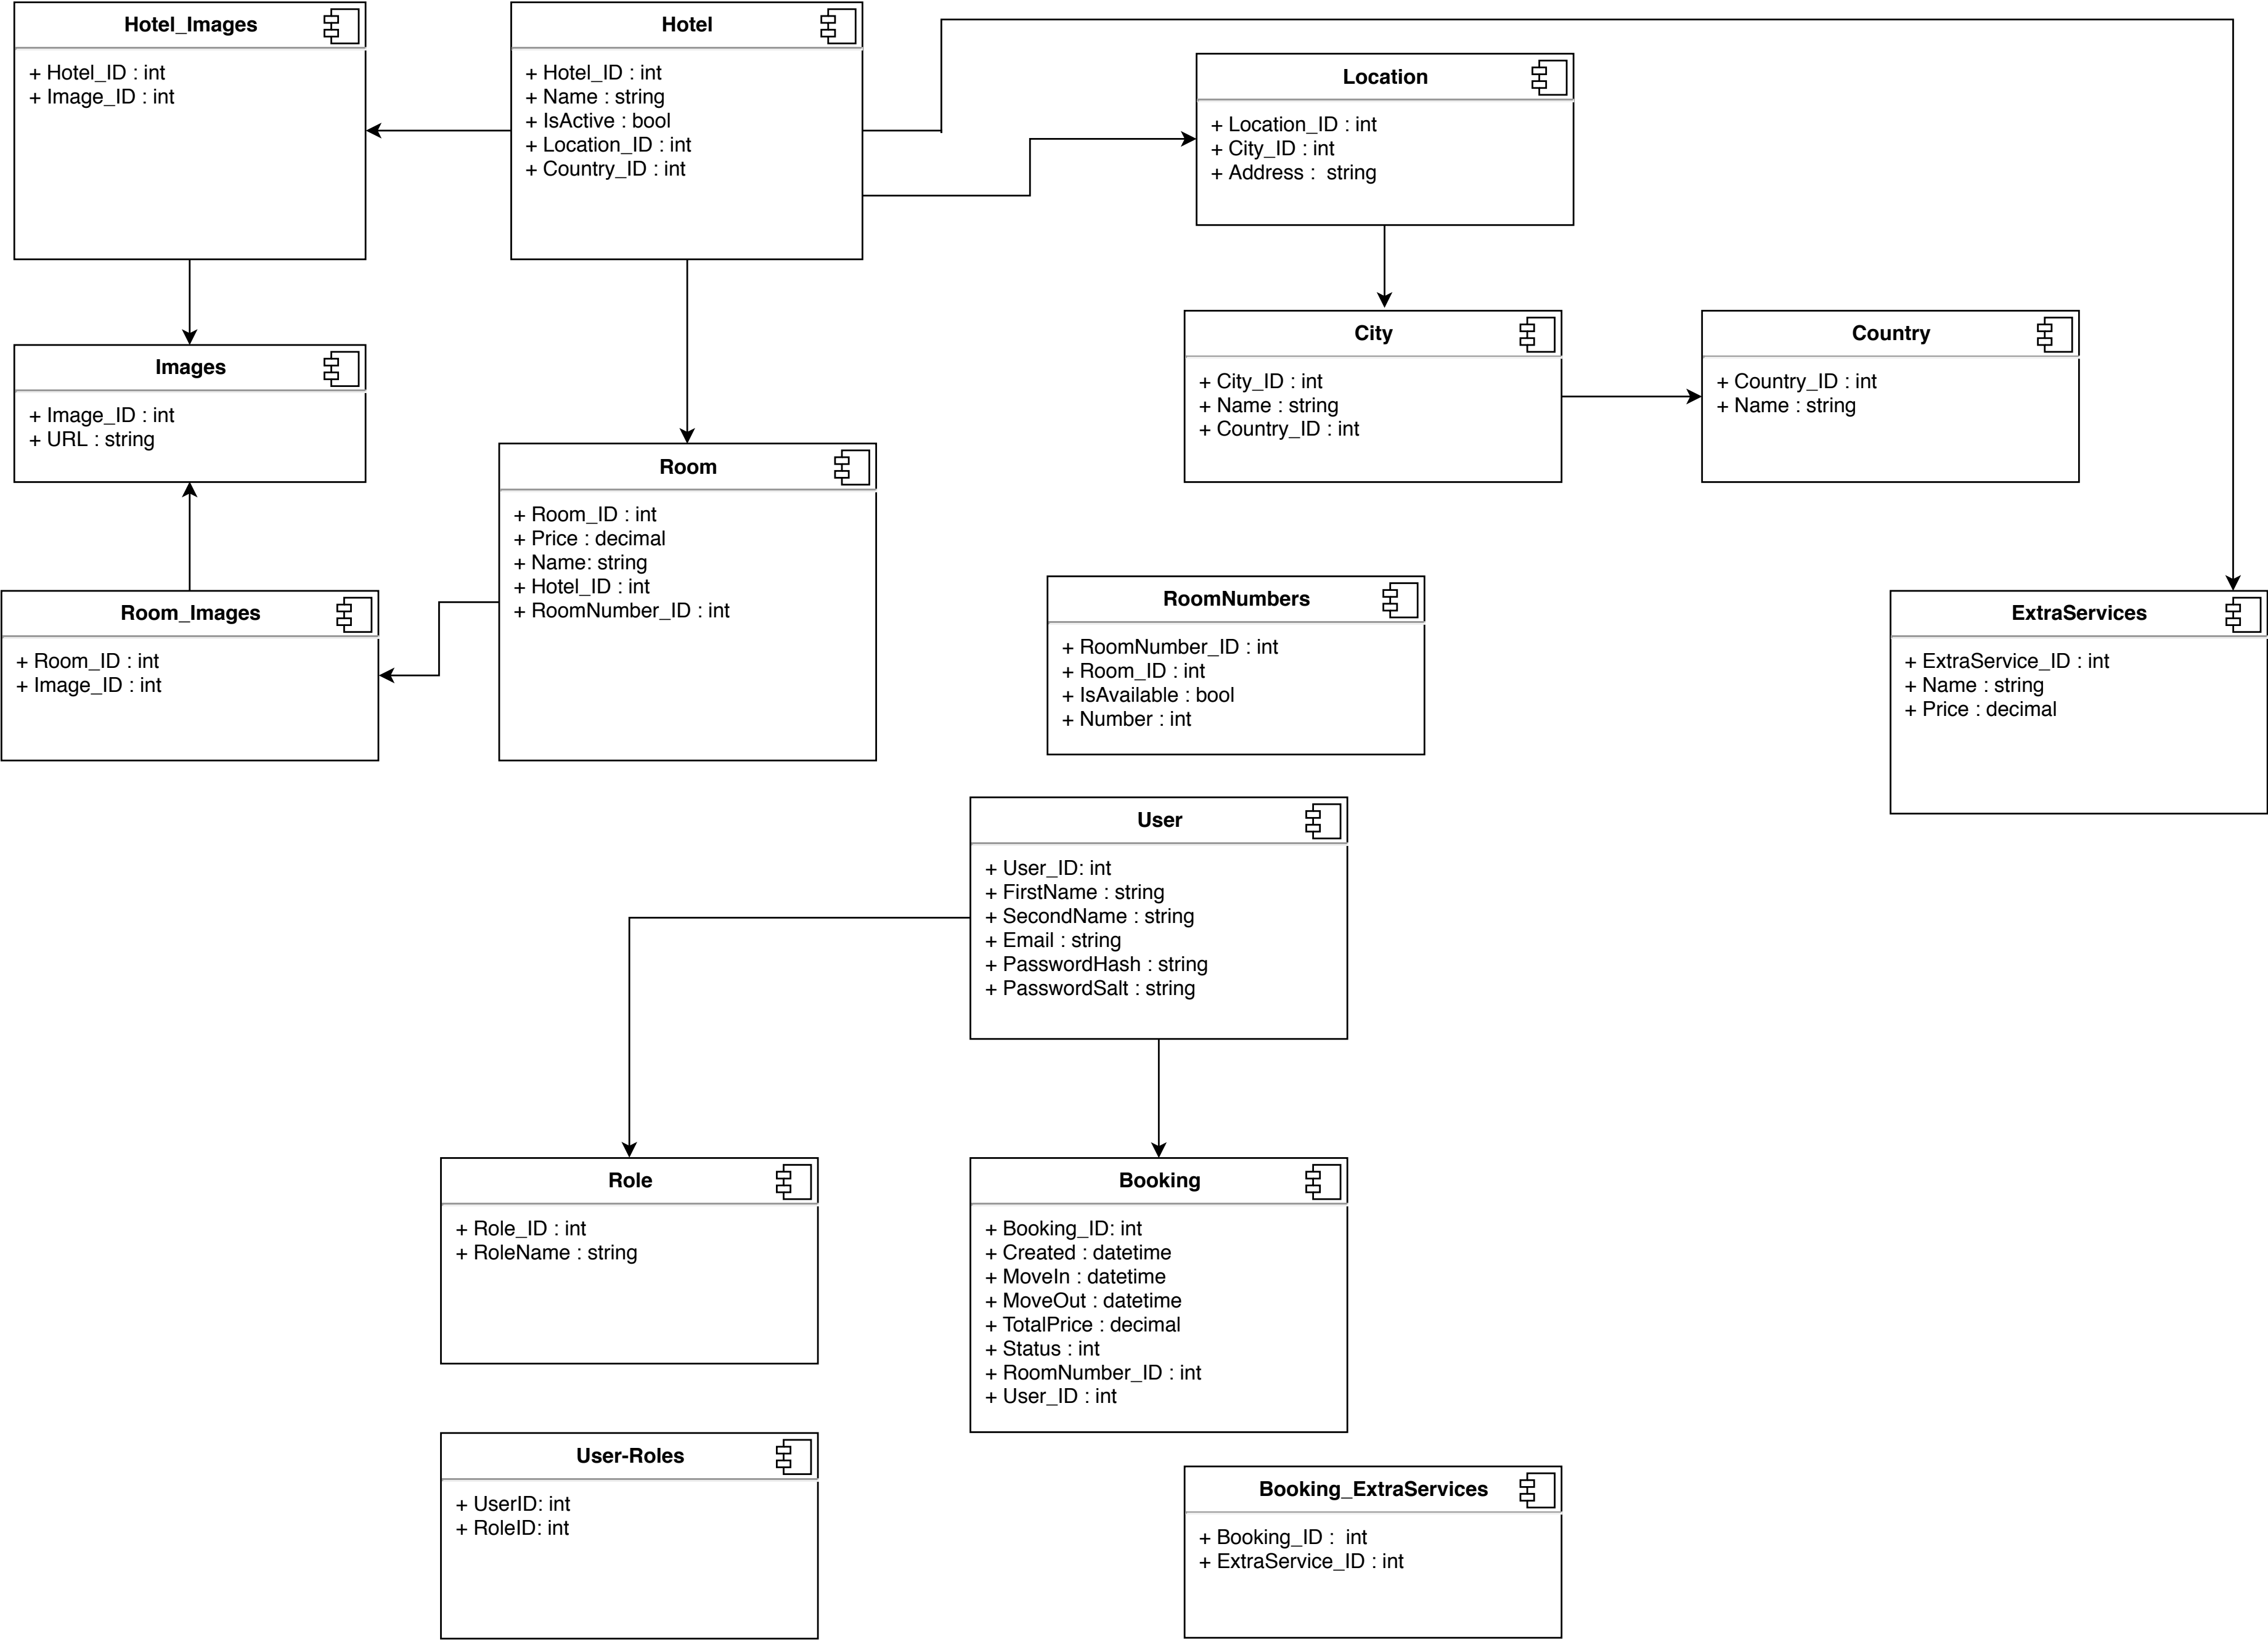 Hotel_Images
+ Hotel_ID : int
+ Image_ID : int
Hotel
+ Hotel_ID : int
+ Name : string
+ IsActive : bool
+ Location_ID : int
+ Country_ID : int
Location
+ Location_ID : int
+ City_ID : int
+ Address :  string
Images
+ Image_ID : int
+ URL : string
City
+ City_ID : int
+ Name : string
+ Country_ID : int
Country
+ Country_ID : int
+ Name : string
Room
+ Room_ID : int
+ Price : decimal
+ Name: string
+ Hotel_ID : int
+ RoomNumber_ID : int
Room_Images
+ Room_ID : int
+ Image_ID : int
RoomNumbers
+ RoomNumber_ID : int
+ Room_ID : int
+ IsAvailable : bool
+ Number : int
ExtraServices
+ ExtraService_ID : int
+ Name : string
+ Price : decimal
User
+ User_ID: int
+ FirstName : string
+ SecondName : string
+ Email : string
+ PasswordHash : string
+ PasswordSalt : string
Role
+ Role_ID : int
+ RoleName : string
Booking
+ Booking_ID: int
+ Created : datetime
+ MoveIn : datetime
+ MoveOut : datetime
+ TotalPrice : decimal
+ Status : int
+ RoomNumber_ID : int
+ User_ID : int
User-Roles
+ UserID: int
+ RoleID: int
Booking_ExtraServices
+ Booking_ID :  int
+ ExtraService_ID : int